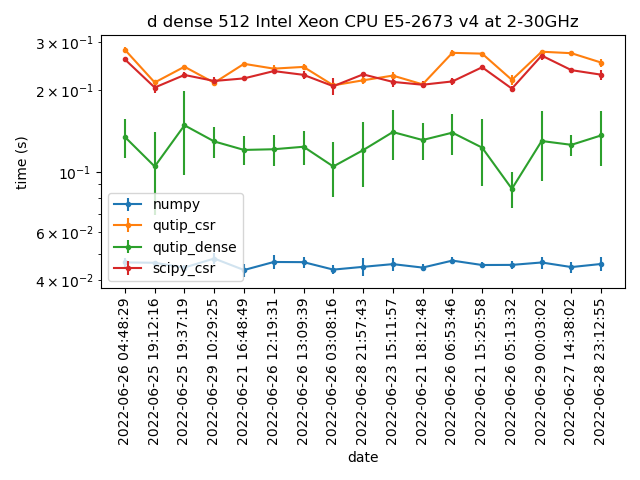 d dense 512 Intel Xeon CPU E5-2673 v4 at 2-30GHz
3 × 10⁻¹
2 × 10⁻¹
10⁻¹
6 × 10⁻²
4 × 10⁻²
time (s)
numpy
qutip_csr
qutip_dense
scipy_csr
2022-06-26 04:48:29
2022-06-25 19:12:16
2022-06-25 19:37:19
2022-06-29 10:29:25
2022-06-21 16:48:49
2022-06-26 12:19:31
2022-06-26 13:09:39
2022-06-26 03:08:16
2022-06-28 21:57:43
2022-06-23 15:11:57
2022-06-21 18:12:48
2022-06-26 06:53:46
2022-06-21 15:25:58
2022-06-26 05:13:32
2022-06-29 00:03:02
2022-06-27 14:38:02
2022-06-28 23:12:55
date